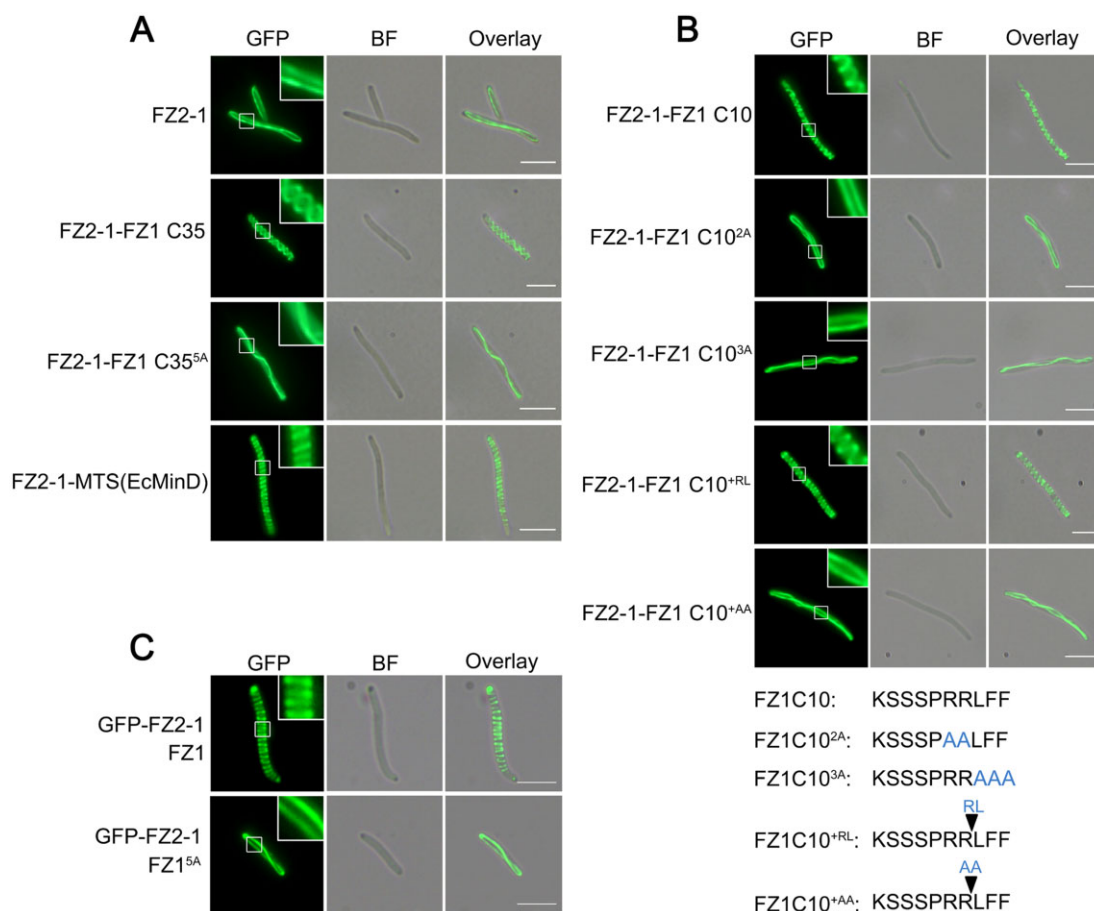 A
GFP BF Overlay
FZ2-1
FZ2-1-FZ1 C35
FZ2-1-FZ1 C35^5A
FZ2-1-MTS(EcMinD)
B
GFP BF Overlay
FZ2-1-FZ1 C10
FZ2-1-FZ1 C10^2A
FZ2-1-FZ1 C10^3A
FZ2-1-FZ1 C10^+RL
FZ2-1-FZ1 C10^+AA
C
GFP BF Overlay
GFP-FZ2-1
FZ1
GFP-FZ2-1
FZ1^5A
FZ1C10: KSSSPRRLFF
FZ1C10^2A: KSSSPAALFF
FZ1C10^3A: KSSSPRRAAA
RL
FZ1C10^+RL: KSSSPRRLFF
AA
FZ1C10^+AA: KSSSPRRLFF